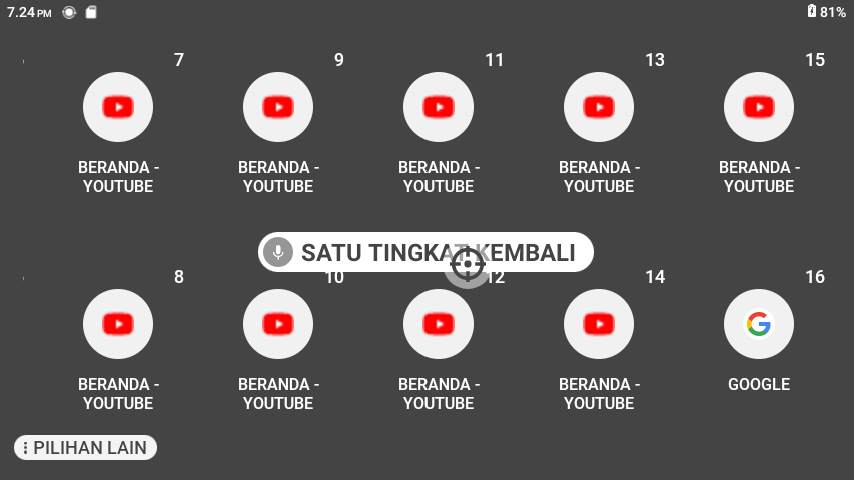 7.24 PM
81%
7
9
11
13
15
BERANDA -
YOUTUBE
BERANDA -
YOUTUBE
BERANDA -
YOUTUBE
BERANDA -
YOUTUBE
BERANDA -
YOUTUBE
SATU TINGKAT KEMBALI
8
10
12
14
16
BERANDA -
YOUTUBE
BERANDA -
YOUTUBE
BERANDA -
YOUTUBE
BERANDA -
YOUTUBE
GOOGLE
PILIHAN LAIN